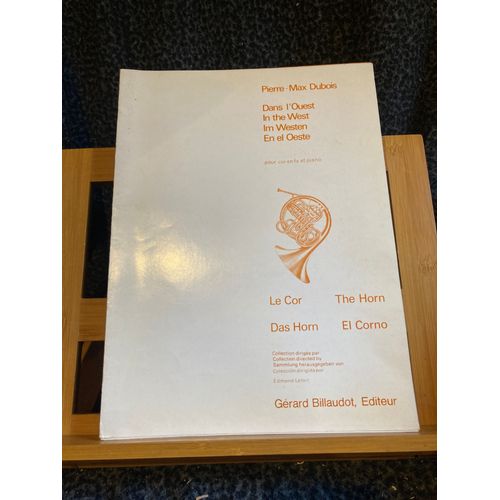 Pierre-Max Dubois
Dans l'Ouest
In the West
Im Westen
En el Oeste
pour cor en fa et piano
Le Cor The Horn
Das Horn El Corno
Collection dirigée par
Collection directed by
Sammlung herausgegeben von
Colección dirigida por
Edmond Leloir
Gérard Billaudot, Editeur